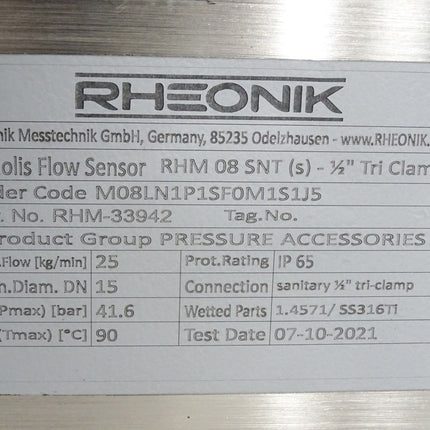 RHEONIK
nik Messtechnik GmbH, Germany, 85235 Odelzhausen - www.RHEONIK.
olis Flow Sensor RHM 08 SNT (s) - ½" Tri Clam
der Code M08LN1P1SF0M1S1J5
. No. RHM-33942 Tag.No.
Product Group PRESSURE ACCESSORIES
.Flow [kg/min] 25 Prot.Rating IP 65
n.Diam. DN 15 Connection sanitary ½" tri-clamp
Pmax) [bar] 41.6 Wetted Parts 1.4571/ SS316Ti
(Tmax) [°C] 90 Test Date 07-10-2021